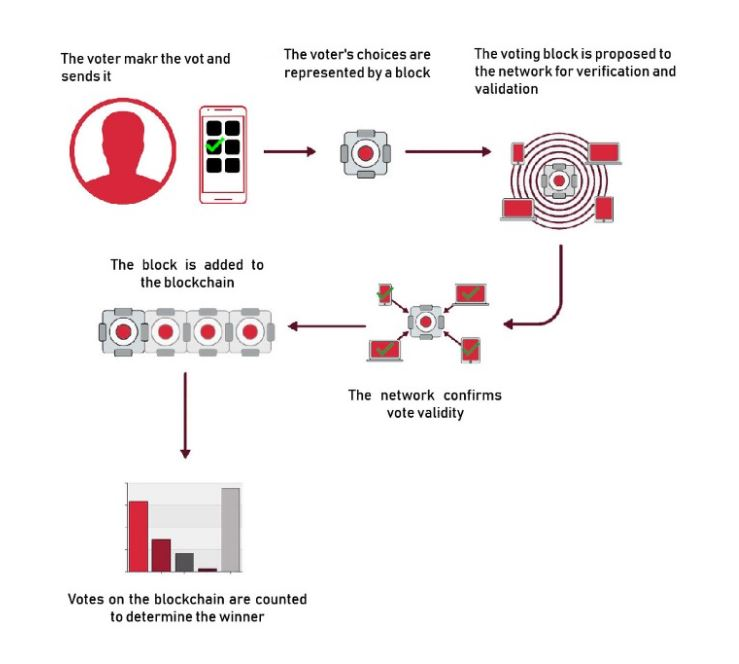 The voter makr the vot and
sends it
The voter's choices are
represented by a block
The voting block is proposed to
the network for verification and
validation
The block is added to
the blockchain
The network confirms
vote validity
Votes on the blockchain are counted
to determine the winner